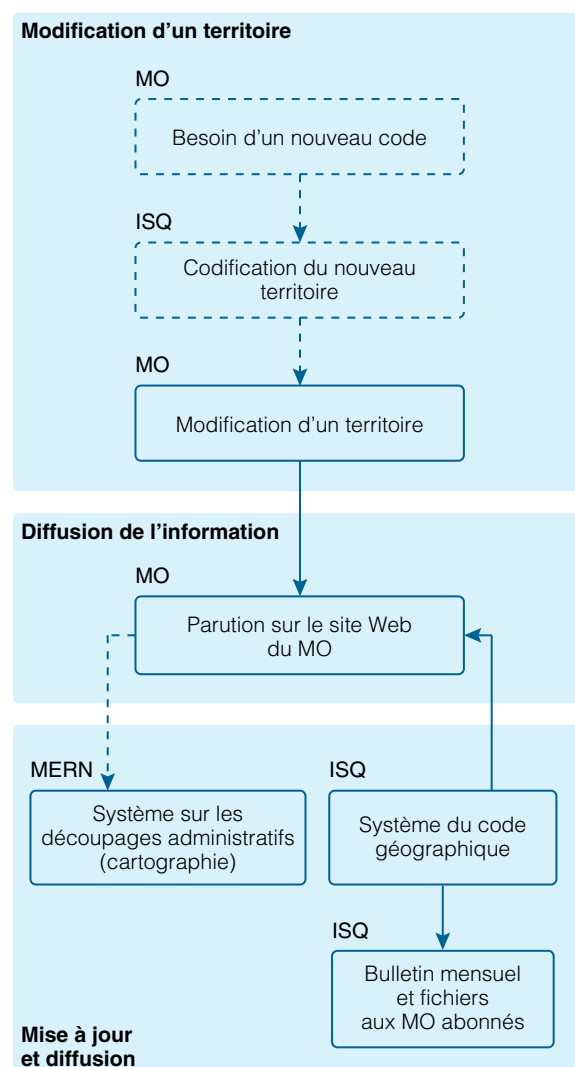 Modification d’un territoire
MO
Besoin d’un nouveau code
ISQ
Codification du nouveau
territoire
MO
Modification d’un territoire
Diffusion de l’information
MO
Parution sur le site Web
du MO
MERN
Système sur les
découpages administratifs
(cartographie)
ISQ
Système du code
géographique
ISQ
Bulletin mensuel
et fichiers
aux MO abonnés
Mise à jour
et diffusion